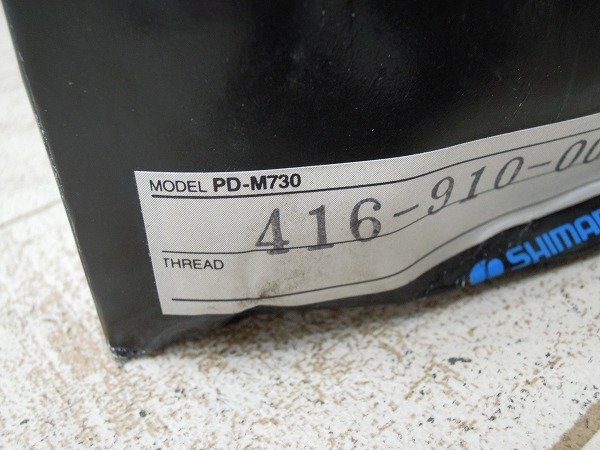 MODEL PD-M730
416-910-00
THREAD
SHIMA